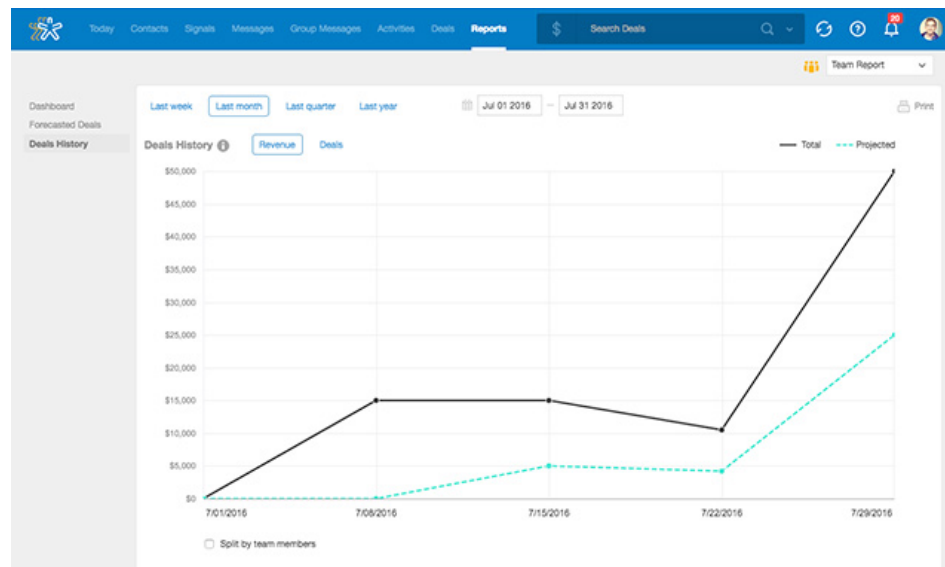 Today Contacts Signals Messages Group Messages Activities Deals Reports $ Search Deals 20
Team Report
Dashboard
Forecasted Deals
Deals History
Last week Last month Last quarter Last year Jul 01 2016 – Jul 31 2016 Print
Deals History Revenue Deals Total Projected
$50,000
$45,000
$40,000
$35,000
$30,000
$25,000
$20,000
$15,000
$10,000
$5,000
$0
7/01/2016 7/08/2016 7/15/2016 7/22/2016 7/29/2016
Split by team members